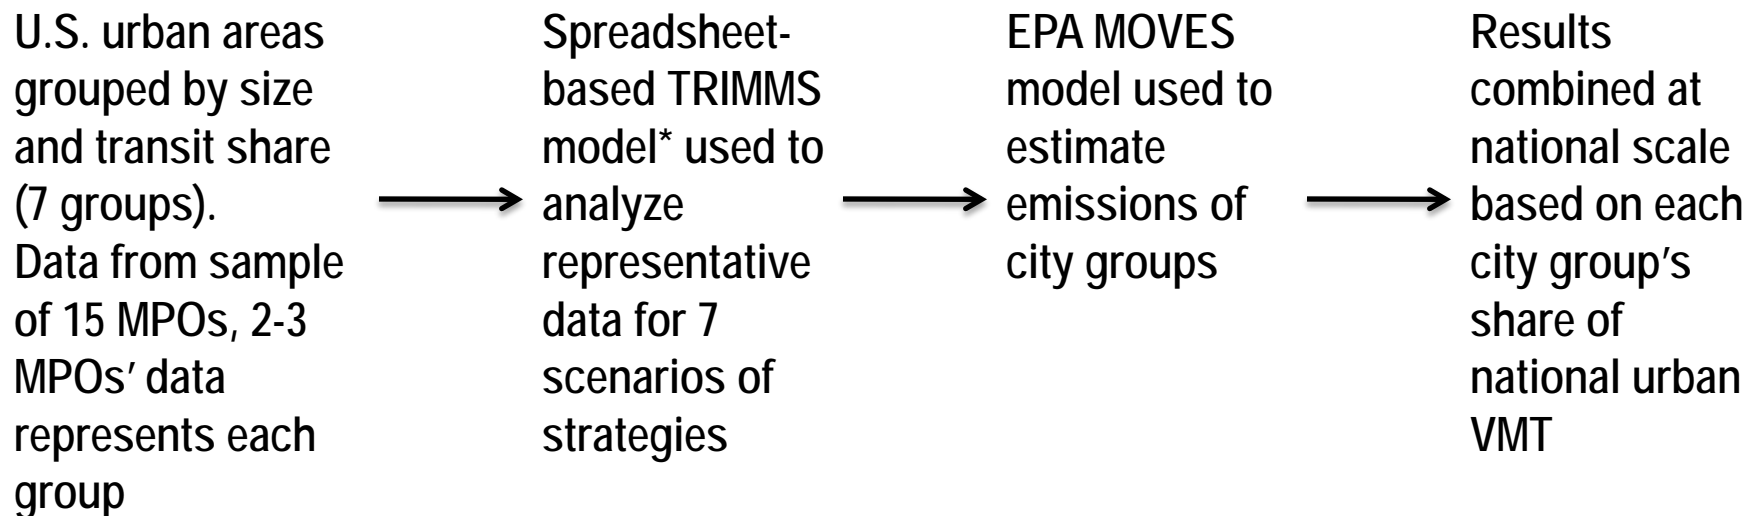 U.S. urban areas
grouped by size
and transit share
(7 groups).
Data from sample
of 15 MPOs, 2-3
MPOs’ data
represents each
group
Spreadsheet-
based TRIMMS
model* used to
analyze
representative
data for 7
scenarios of
strategies
EPA MOVES
model used to
estimate
emissions of
city groups
Results
combined at
national scale
based on each
city group’s
share of
national urban
VMT